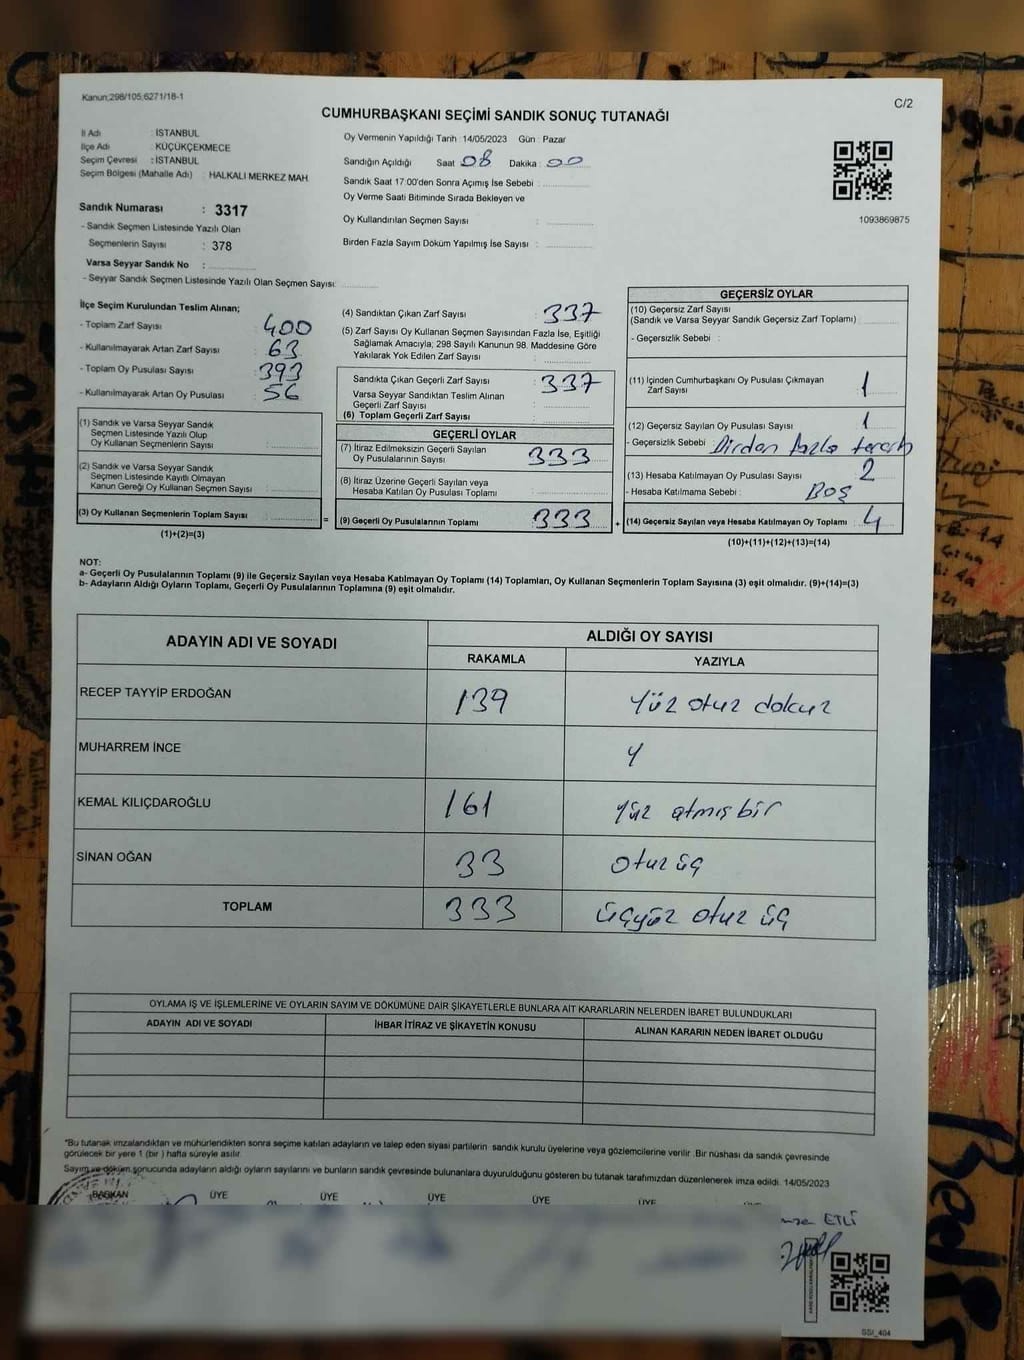 Kanun;298/105;6271/18-1
C/2
CUMHURBAŞKANI SEÇİMİ SANDIK SONUÇ TUTANAĞI
İl Adı : İSTANBUL
İlçe Adı : KÜÇÜKÇEKMECE
Seçim Çevresi : İSTANBUL
Seçim Bölgesi (Mahalle Adı) : HALKALI MERKEZ MAH.
Sandık Numarası : 3317
- Sandık Seçmen Listesinde Yazılı Olan
Seçmenlerin Sayısı : 378
Varsa Seyyar Sandık No :
- Seyyar Sandık Seçmen Listesinde Yazılı Olan Seçmen Sayısı:
Oy Vermenin Yapıldığı Tarih :14/05/2023 Gün : Pazar
Sandığın Açıldığı Saat : 08 Dakika : 00
Sandık Saat 17.00'den Sonra Açımış İse Sebebi :
Oy Verme Saati Bitiminde Sırada Bekleyen ve
Oy Kullandırılan Seçmen Sayısı :
Birden Fazla Sayım Döküm Yapılmış İse Sayısı :
1093869875
İlçe Seçim Kurulundan Teslim Alınan;
- Toplam Zarf Sayısı : 400
- Kullanılmayarak Artan Zarf Sayısı : 63
- Toplam Oy Pusulası Sayısı : 393
- Kullanılmayarak Artan Oy Pusulası : 56
(1) Sandık ve Varsa Seyyar Sandık
Seçmen Listesinde Yazılı Olup
Oy Kullanan Seçmenlerin Sayısı :
(2) Sandık ve Varsa Seyyar Sandık
Seçmen Listesinde Kayıtlı Olmayan
Kanun Gereği Oy Kullanan Seçmen Sayısı :
(3) Oy Kullanan Seçmenlerin Toplam Sayısı :
(1)+(2)=(3)
(4) Sandıktan Çıkan Zarf Sayısı : 337
(5) Zarf Sayısı Oy Kullanan Seçmen Sayısından Fazla İse, Eşitliği
Sağlamak Amacıyla; 298 Sayılı Kanunun 98. Maddesine Göre
Yakılarak Yok Edilen Zarf Sayısı :
Sandıkta Çıkan Geçerli Zarf Sayısı : 337
Varsa Seyyar Sandıktan Teslim Alınan
Geçerli Zarf Sayısı :
(6) Toplam Geçerli Zarf Sayısı :
GEÇERLİ OYLAR
(7) İtiraz Edilmeksizin Geçerli Sayılan
Oy Pusulalarının Sayısı : 333
(8) İtiraz Üzerine Geçerli Sayılan veya
Hesaba Katılan Oy Pusulası Toplamı :
= (9) Geçerli Oy Pusulalarının Toplamı : 333
GEÇERSİZ OYLAR
(10) Geçersiz Zarf Sayısı
(Sandık ve Varsa Seyyar Sandık Geçersiz Zarf Toplamı) :
- Geçersizlik Sebebi :
(11) İçinden Cumhurbaşkanı Oy Pusulası Çıkmayan
Zarf Sayısı : 1
(12) Geçersiz Sayılan Oy Pusulası Sayısı : 1
- Geçersizlik Sebebi : Birden fazla tercih
(13) Hesaba Katılmayan Oy Pusulası Sayısı : 2
- Hesaba Katılmama Sebebi : Boş
+ (14) Geçersiz Sayılan veya Hesaba Katılmayan Oy Toplamı : 4
(10)+(11)+(12)+(13)=(14)
NOT:
a- Geçerli Oy Pusulalarının Toplamı (9) ile Geçersiz Sayılan veya Hesaba Katılmayan Oy Toplamı (14) Toplamları, Oy Kullanan Seçmenlerin Toplam Sayısına (3) eşit olmalıdır. (9)+(14)=(3)
b- Adayların Aldığı Oyların Toplamı, Geçerli Oy Pusulalarının Toplamına (9) eşit olmalıdır.
ADAYIN ADI VE SOYADI
ALDIĞI OY SAYISI
RAKAMLA YAZIYLA
RECEP TAYYİP ERDOĞAN 139 Yüz otuz dokuz
MUHARREM İNCE
KEMAL KILIÇDAROĞLU 161 Yüz atmış bir
SİNAN OĞAN 33 otuz üç
TOPLAM 333 üçyüz otuz üç
OYLAMA İŞ VE İŞLEMLERİNE VE OYLARIN SAYIM VE DÖKÜMÜNE DAİR ŞİKAYETLERLE BUNLARA AİT KARARLARIN NELERDEN İBARET BULUNDUKLARI
ADAYIN ADI VE SOYADI İHBAR İTİRAZ VE ŞİKAYETİN KONUSU ALINAN KARARIN NEDEN İBARET OLDUĞU
*Bu tutanak imzalandıktan ve mühürlendikten sonra seçime katılan adayların ve talep eden siyasi partilerin sandık kurulu üyelerine veya gözlemcilerine verilir .Bir nüshası da sandık çevresinde
görülecek bir yere 1 (bir ) hafta süreyle asılır.
Sayım ve döküm sonucunda adayların aldığı oyların sayılarını ve bunların sandık çevresinde bulunanlara duyurulduğunu gösteren bu tutanak tarafımızdan düzenlenerek imza edildi. 14/05/2023
BAŞKAN ÜYE ÜYE ÜYE ÜYE ÜYE
ETLİ
SSI_404